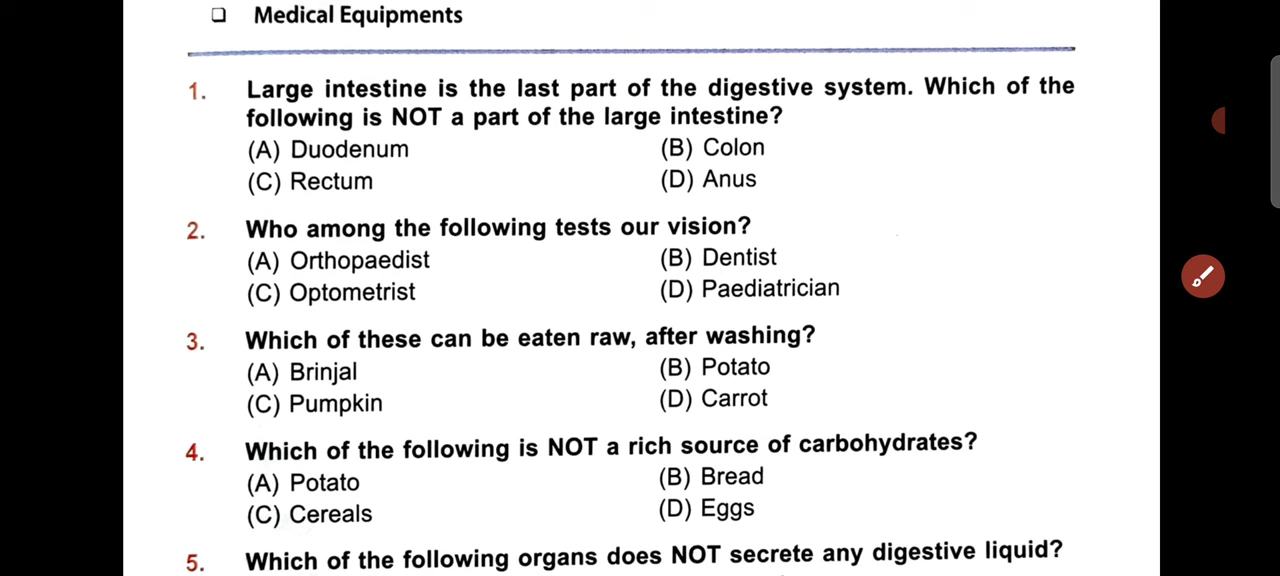 ❑ Medical Equipments
1. Large intestine is the last part of the digestive system. Which of the
following is NOT a part of the large intestine?
(A) Duodenum (B) Colon
(C) Rectum (D) Anus
2. Who among the following tests our vision?
(A) Orthopaedist (B) Dentist
(C) Optometrist (D) Paediatrician
3. Which of these can be eaten raw, after washing?
(A) Brinjal (B) Potato
(C) Pumpkin (D) Carrot
4. Which of the following is NOT a rich source of carbohydrates?
(A) Potato (B) Bread
(C) Cereals (D) Eggs
5. Which of the following organs does NOT secrete any digestive liquid?